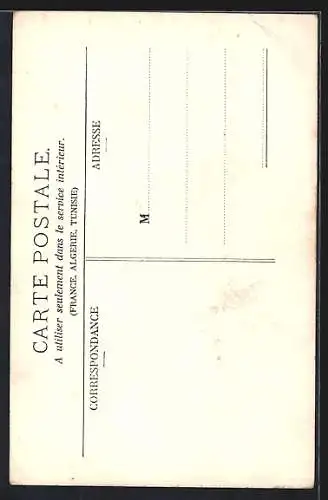 CARTE POSTALE.
A utiliser seulement dans le service intérieur.
(FRANCE, ALGERIE, TUNISIE)
CORRESPONDANCE
ADRESSE
M